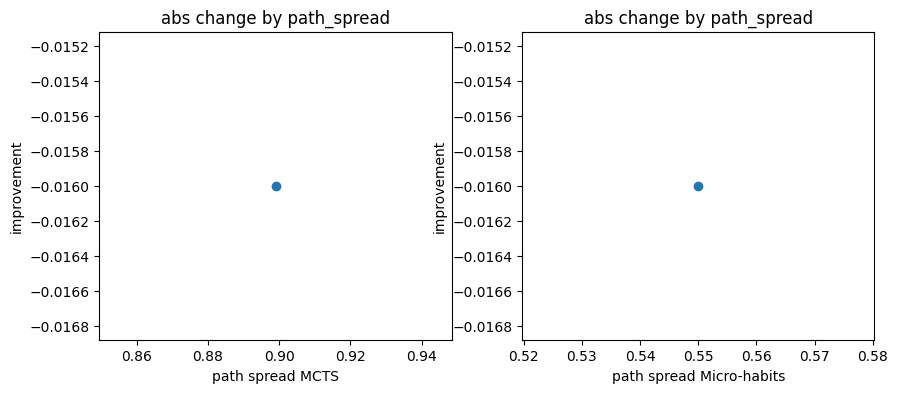 abs change by path_spread
−0.0152
−0.0154
−0.0156
−0.0158
−0.0160
−0.0162
−0.0164
−0.0166
−0.0168
improvement
0.86 0.88 0.90 0.92 0.94
path spread MCTS
abs change by path_spread
−0.0152
−0.0154
−0.0156
−0.0158
−0.0160
−0.0162
−0.0164
−0.0166
−0.0168
improvement
0.52 0.53 0.54 0.55 0.56 0.57 0.58
path spread Micro-habits